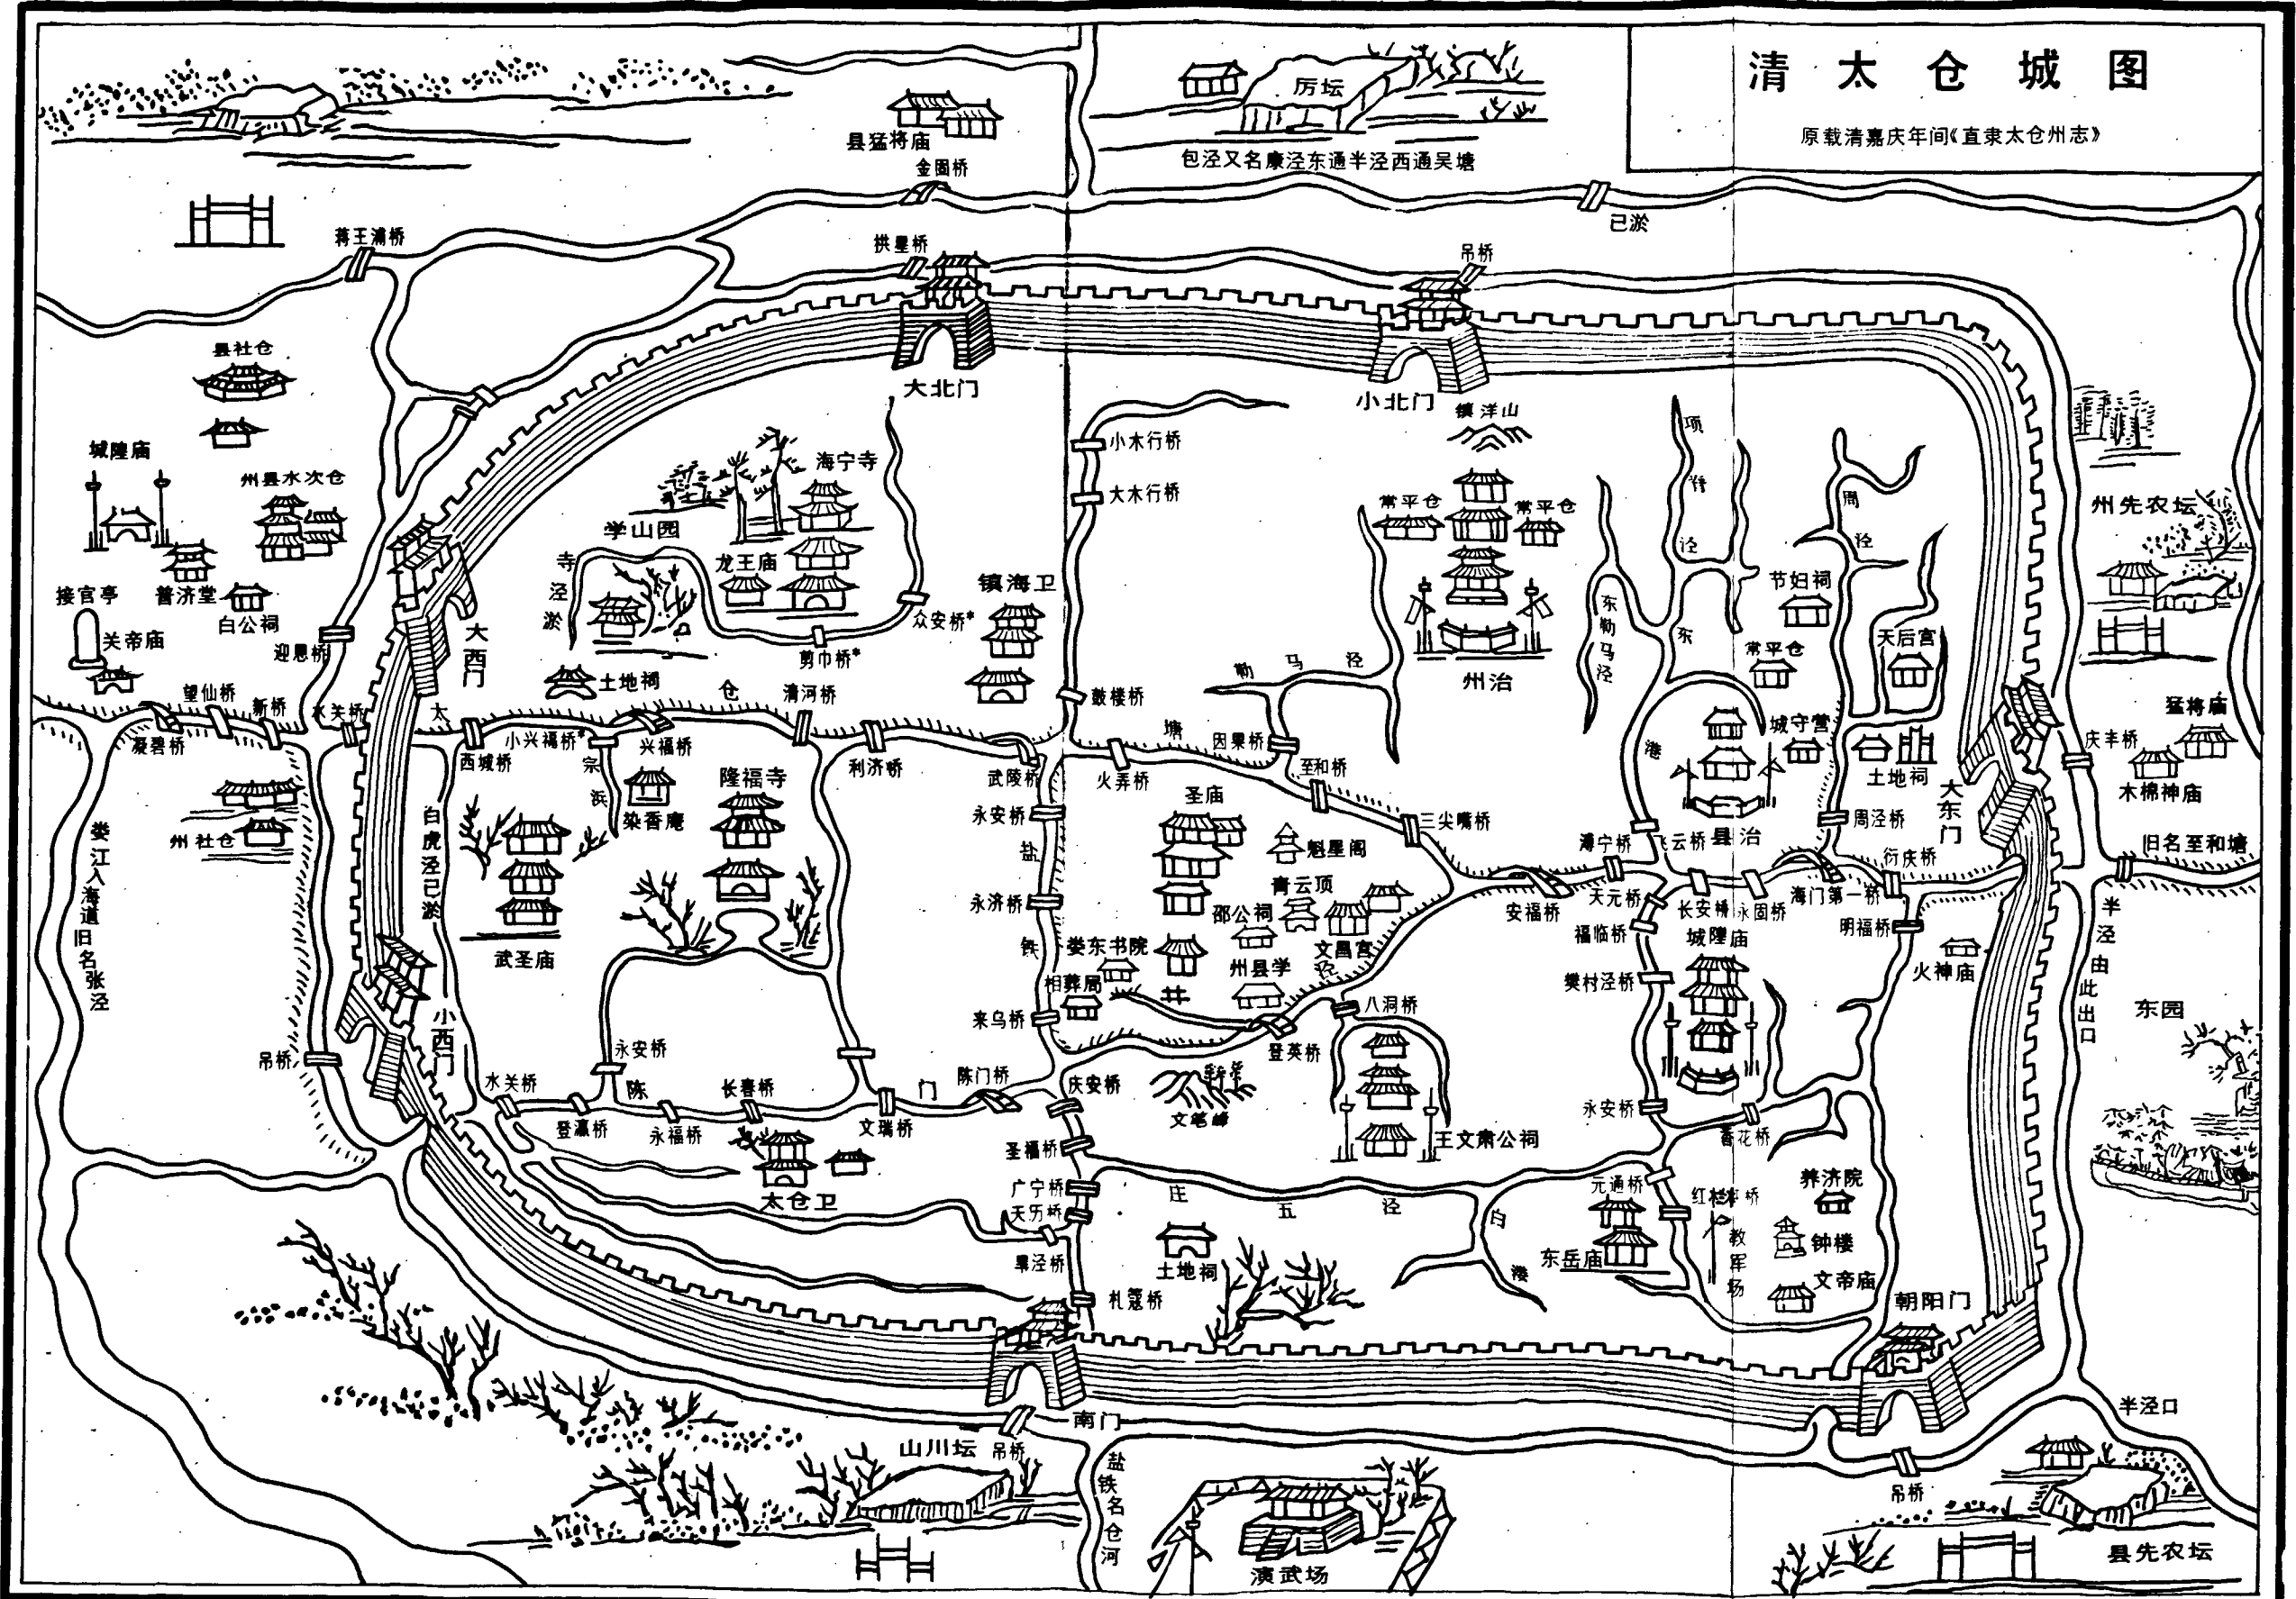 清太仓城图
原载清嘉庆年间《直隶太仓州志》
厉坛
包泾又名康泾东通半泾西通吴塘
县猛将庙
金固桥
已淤
蒋王浦桥
拱星桥
吊桥
县社仓
大北门
小北门
镇洋山
城隍庙
州县水次仓
接官亭
关帝庙
普济堂
白公祠
迎恩桥
望仙桥
新桥
水关桥
凝碧桥
大西门
学山园
海宁寺
龙王庙
寺泾淤
众安桥*
剪巾桥*
土地祠
镇海卫
小木行桥
大木行桥
鼓楼桥
常平仓
常平仓
州治
勒马泾
东勒马泾
项脊泾
东港
周泾
节妇祠
常平仓
天后宫
城守营
土地祠
县治
大东门
州先农坛
猛将庙
庆丰桥
木棉神庙
旧名至和塘
太仓塘
西城桥
小兴福桥*
兴福桥
清河桥
利济桥
武陵桥
火弄桥
因果桥
至和桥
三尖嘴桥
宗浜
染香庵
隆福寺
永安桥
盐铁
永济桥
来乌桥
圣庙
魁星阁
青云顶
邵公祠
文昌宫
娄东书院
州县学
相葬局
井
泾
登英桥
八洞桥
文笔峰
王文肃公祠
安福桥
天元桥
福临桥
飞云桥
长安桥
永固桥
周泾桥
衍庆桥
海门第一桥
明福桥
火神庙
城隍庙
樊村泾桥
永安桥
香花桥
州社仓
娄江入海道旧名张泾
白虎泾已淤
武圣庙
小西门
吊桥
水关桥
永安桥
陈门
登瀛桥
永福桥
长春桥
文瑞桥
陈门桥
庆安桥
圣福桥
太仓卫
广宁桥
天历桥
札蔻桥
庄五泾
土地祠
白漊
元通桥
东岳庙
教军场
养济院
钟楼
文帝庙
朝阳门
半泾由此出口
东园
半泾口
南门
吊桥
山川坛
盐铁名仓河
演武场
吊桥
县先农坛